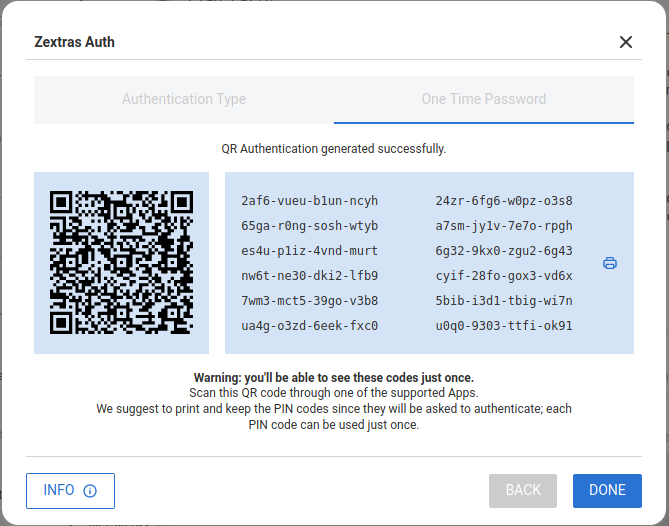 Zextras Auth
Authentication Type One Time Password
QR Authentication generated successfully.
2af6-vueu-b1un-ncyh 24zr-6fg6-w0pz-o3s8
65ga-r0ng-sosh-wtyb a7sm-jy1v-7e7o-rpgh
es4u-p1iz-4vnd-murt 6g32-9kx0-zgu2-6g43
nw6t-ne30-dki2-lfb9 cyif-28fo-gox3-vd6x
7wm3-mct5-39go-v3b8 5bib-i3d1-tbig-wi7n
ua4g-o3zd-6eek-fxc0 u0q0-9303-ttfi-ok91
Warning: you'll be able to see these codes just once.
Scan this QR code through one of the supported Apps.
We suggest to print and keep the PIN codes since they will be asked to authenticate; each
PIN code can be used just once.
INFO BACK DONE